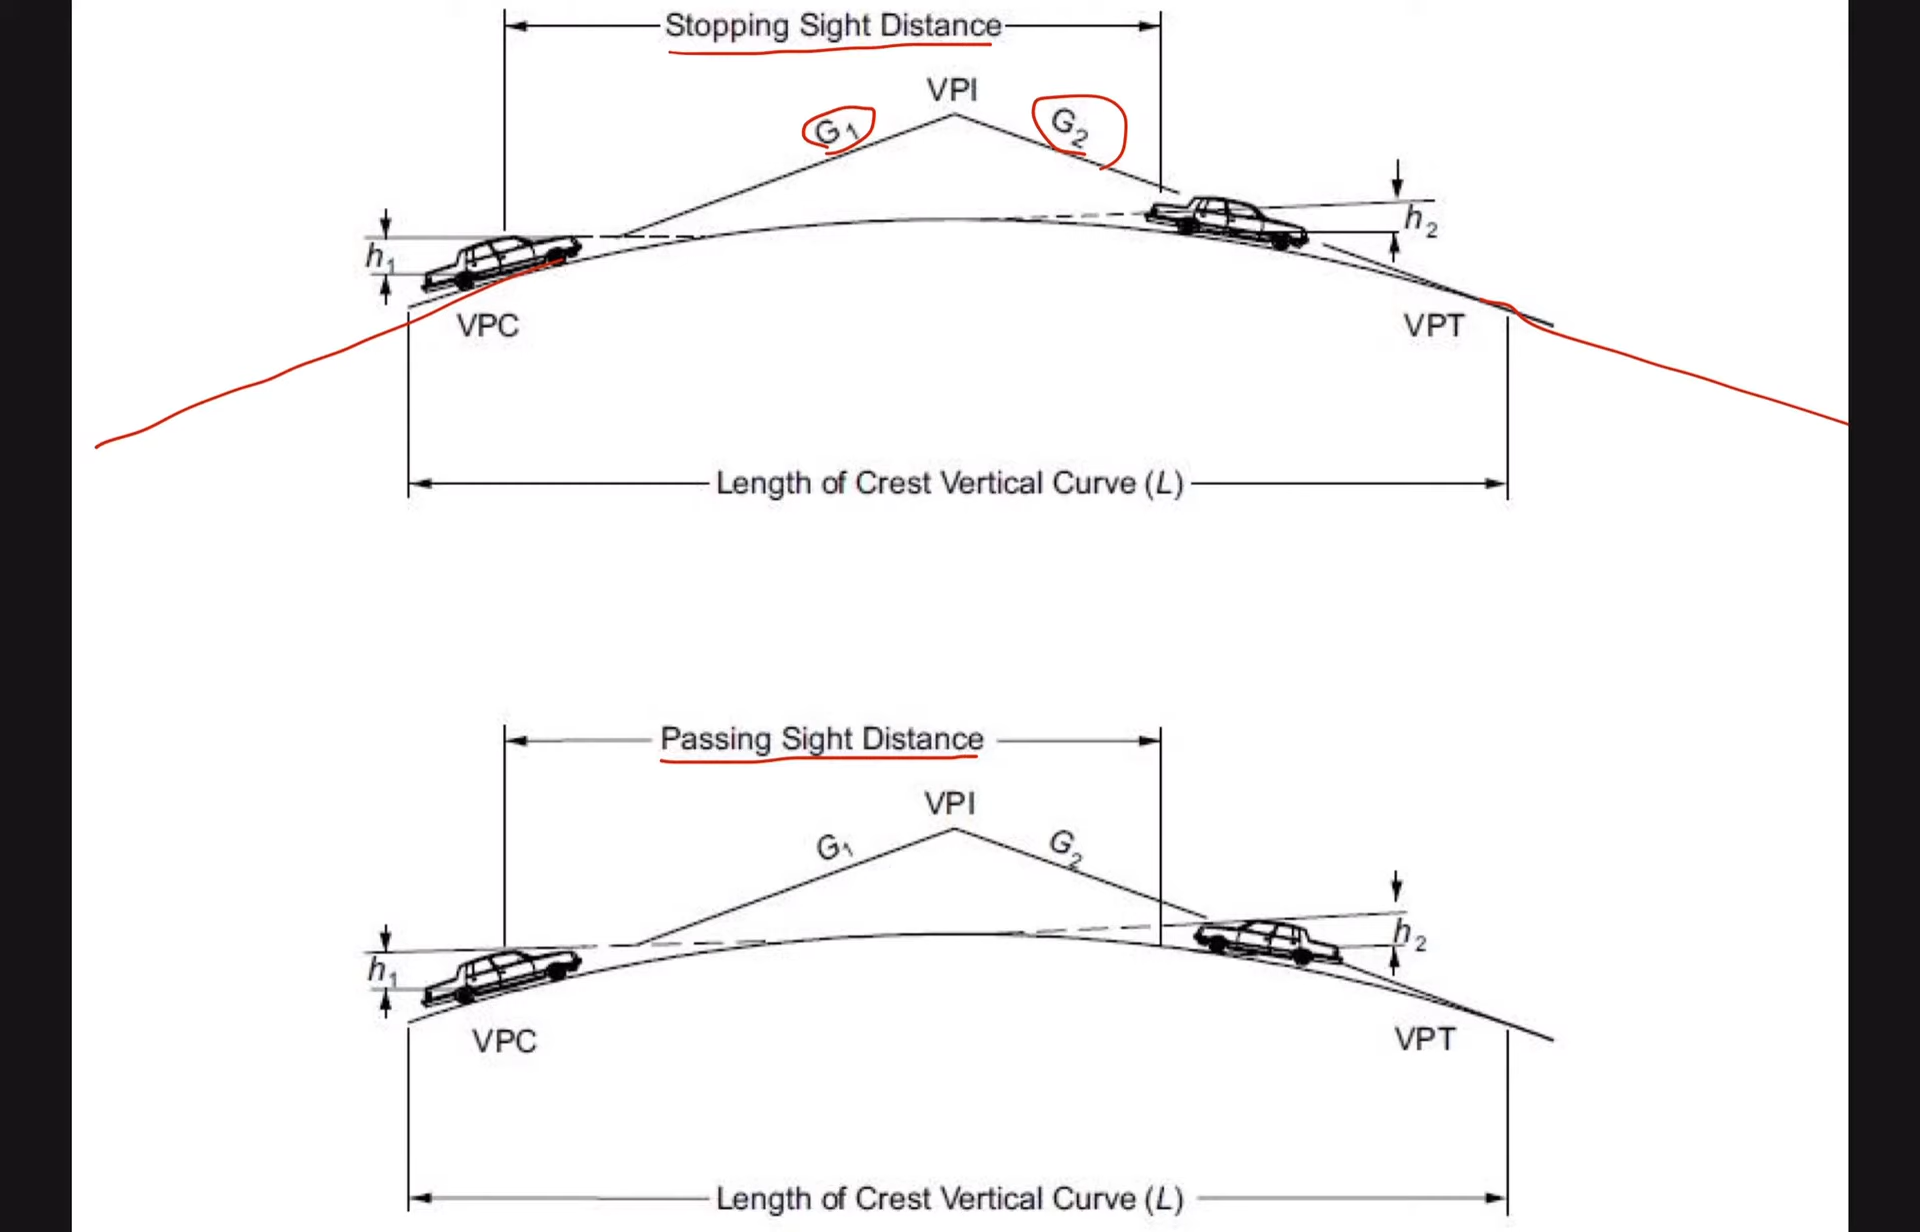 Stopping Sight Distance
VPI
G1
G2
h1
h2
VPC
VPT
Length of Crest Vertical Curve (L)
Passing Sight Distance
VPI
G1
G2
h1
h2
VPC
VPT
Length of Crest Vertical Curve (L)